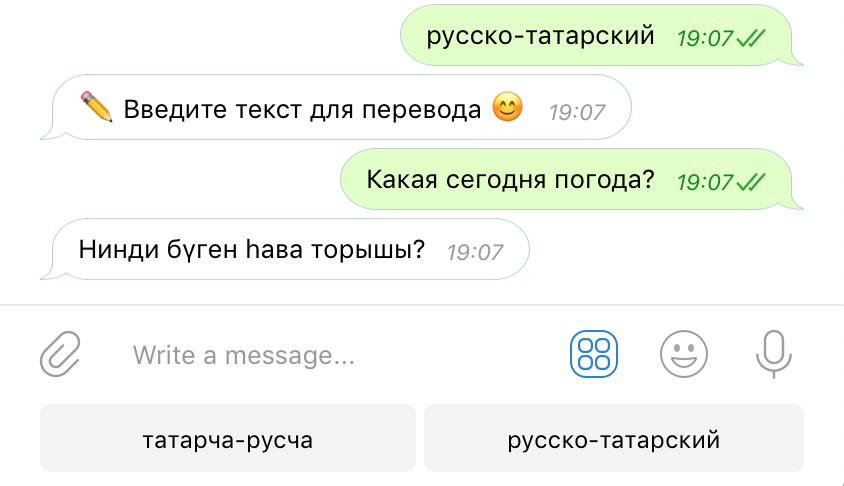 русско-татарский 19:07
✏️ Введите текст для перевода 😊 19:07
Какая сегодня погода? 19:07
Нинди бүген һава торышы? 19:07
Write a message...
татарча-русча
русско-татарский